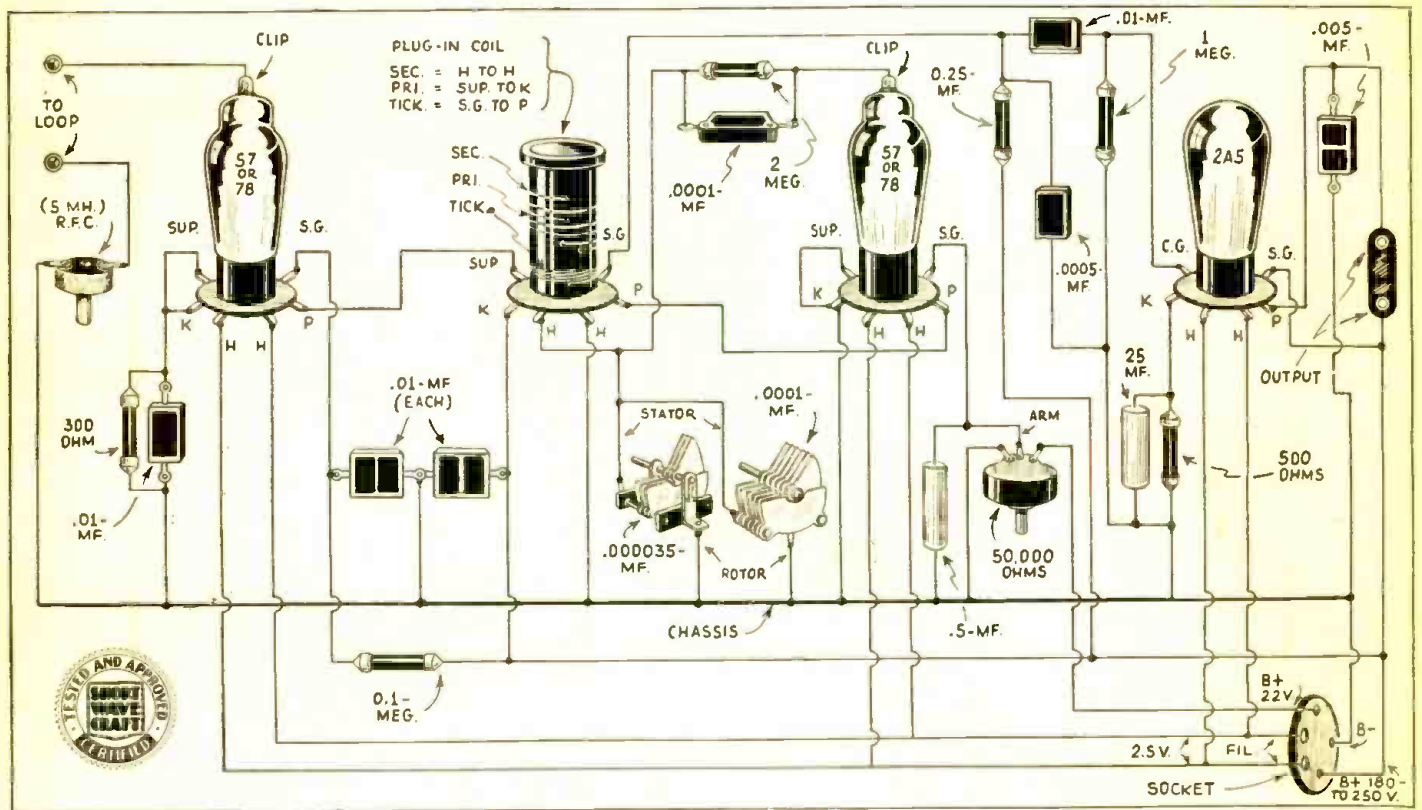 CLIP
TO
LOOP
(5 MH.)
R.F.C.
57
OR
78
SUP.
S.G.
K
H
H
P
300
OHM
.01-
MF.
PLUG-IN COIL
SEC. = H TO H
PRI. = SUP. TO K
TICK. = S.G. TO P
SEC.
PRI.
TICK.
S.G.
SUP.
K
H
H
P
.01-MF
(EACH)
.0001-
MF
2
MEG.
CLIP
57
OR
78
SUP.
S.G.
K
H
H
P
STATOR
.0001-
MF.
.000035-
MF.
ROTOR
CHASSIS
0.25-
MF.
.01-MF.
1
MEG.
.0005-
MF.
ARM
50,000
OHMS
.5-MF.
2A5
C.G.
S.G.
K
H
H
P
.005-
MF.
OUTPUT
25
MF.
500
OHMS
0.1-
MEG.
B+
22V.
B-
2.5V.
FIL
SOCKET
B+ 180-
TO 250 V.
TESTED AND APPROVED
SHORT
WAVE
CRAFT
CERTIFIED